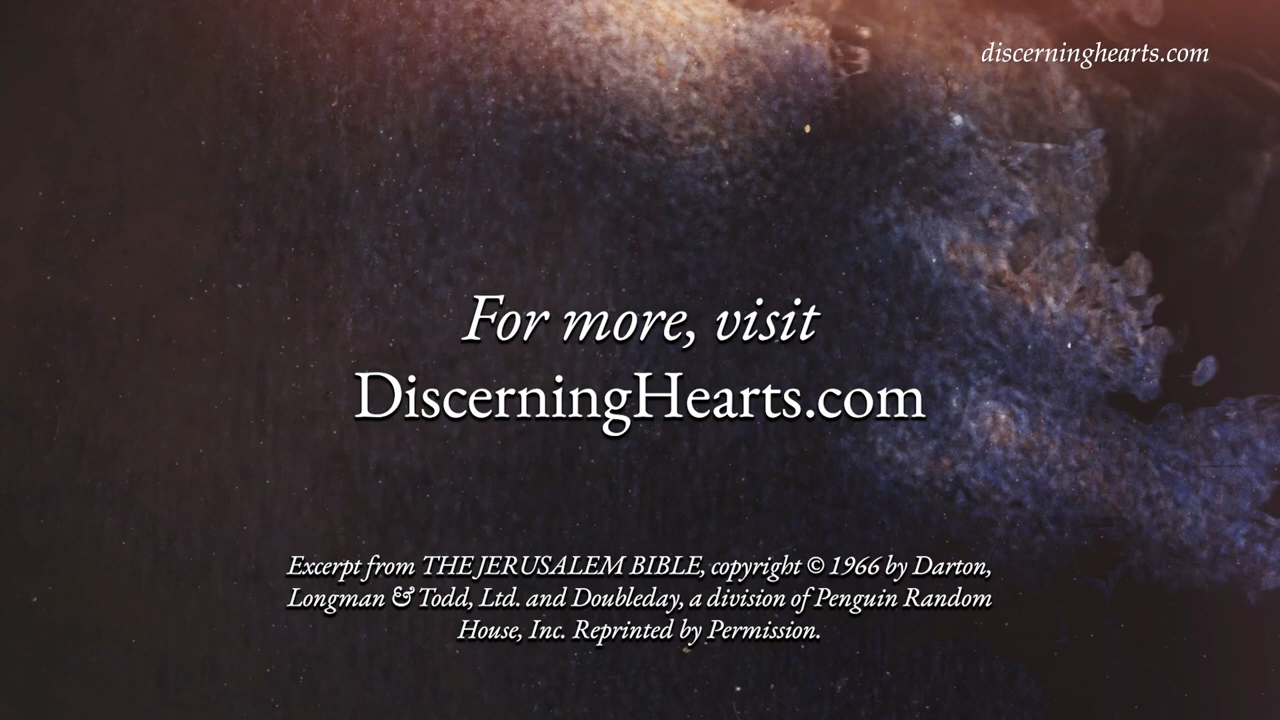 discerninghearts.com
For more, visit
DiscerningHearts.com
Excerpt from THE JERUSALEM BIBLE, copyright © 1966 by Darton,
Longman & Todd, Ltd. and Doubleday, a division of Penguin Random
House, Inc. Reprinted by Permission.